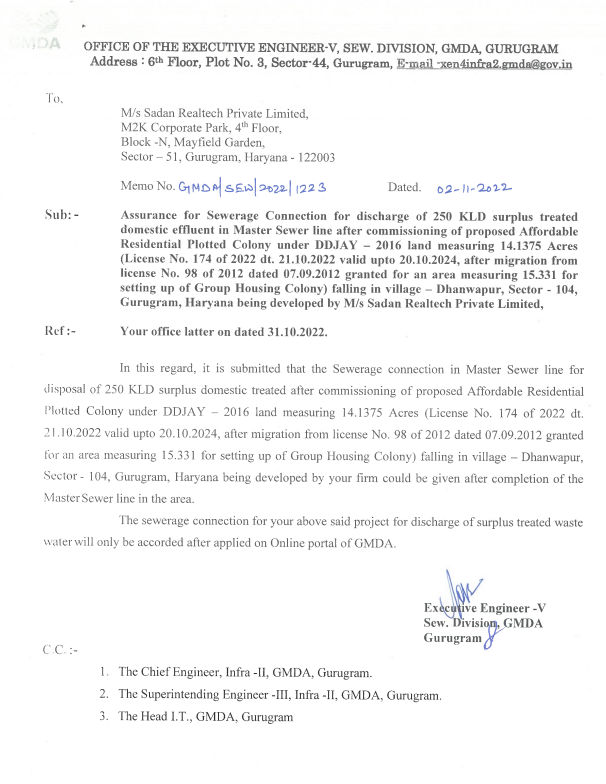 GMDA
OFFICE OF THE EXECUTIVE ENGINEER-V, SEW. DIVISION, GMDA, GURUGRAM
Address : 6th Floor, Plot No. 3, Sector-44, Gurugram, E-mail -xen4infra2.gmda@gov.in
To,
M/s Sadan Realtech Private Limited,
M2K Corporate Park, 4th Floor,
Block -N, Mayfield Garden,
Sector – 51, Gurugram, Haryana - 122003
Memo No. GMDA/SEW/2022/1223 Dated. 02-11-2022
Sub: - Assurance for Sewerage Connection for discharge of 250 KLD surplus treated
domestic effluent in Master Sewer line after commissioning of proposed Affordable
Residential Plotted Colony under DDJAY – 2016 land measuring 14.1375 Acres
(License No. 174 of 2022 dt. 21.10.2022 valid upto 20.10.2024, after migration from
license No. 98 of 2012 dated 07.09.2012 granted for an area measuring 15.331 for
setting up of Group Housing Colony) falling in village – Dhanwapur, Sector - 104,
Gurugram, Haryana being developed by M/s Sadan Realtech Private Limited,
Ref :- Your office latter on dated 31.10.2022.
In this regard, it is submitted that the Sewerage connection in Master Sewer line for
disposal of 250 KLD surplus domestic treated after commissioning of proposed Affordable Residential
Plotted Colony under DDJAY – 2016 land measuring 14.1375 Acres (License No. 174 of 2022 dt.
21.10.2022 valid upto 20.10.2024, after migration from license No. 98 of 2012 dated 07.09.2012 granted
for an area measuring 15.331 for setting up of Group Housing Colony) falling in village – Dhanwapur,
Sector - 104, Gurugram, Haryana being developed by your firm could be given after completion of the
Master Sewer line in the area.
The sewerage connection for your above said project for discharge of surplus treated waste
water will only be accorded after applied on Online portal of GMDA.
Executive Engineer -V
Sew. Division, GMDA
Gurugram
C.C. :-
1. The Chief Engineer, Infra -II, GMDA, Gurugram.
2. The Superintending Engineer -III, Infra -II, GMDA, Gurugram.
3. The Head I.T., GMDA, Gurugram